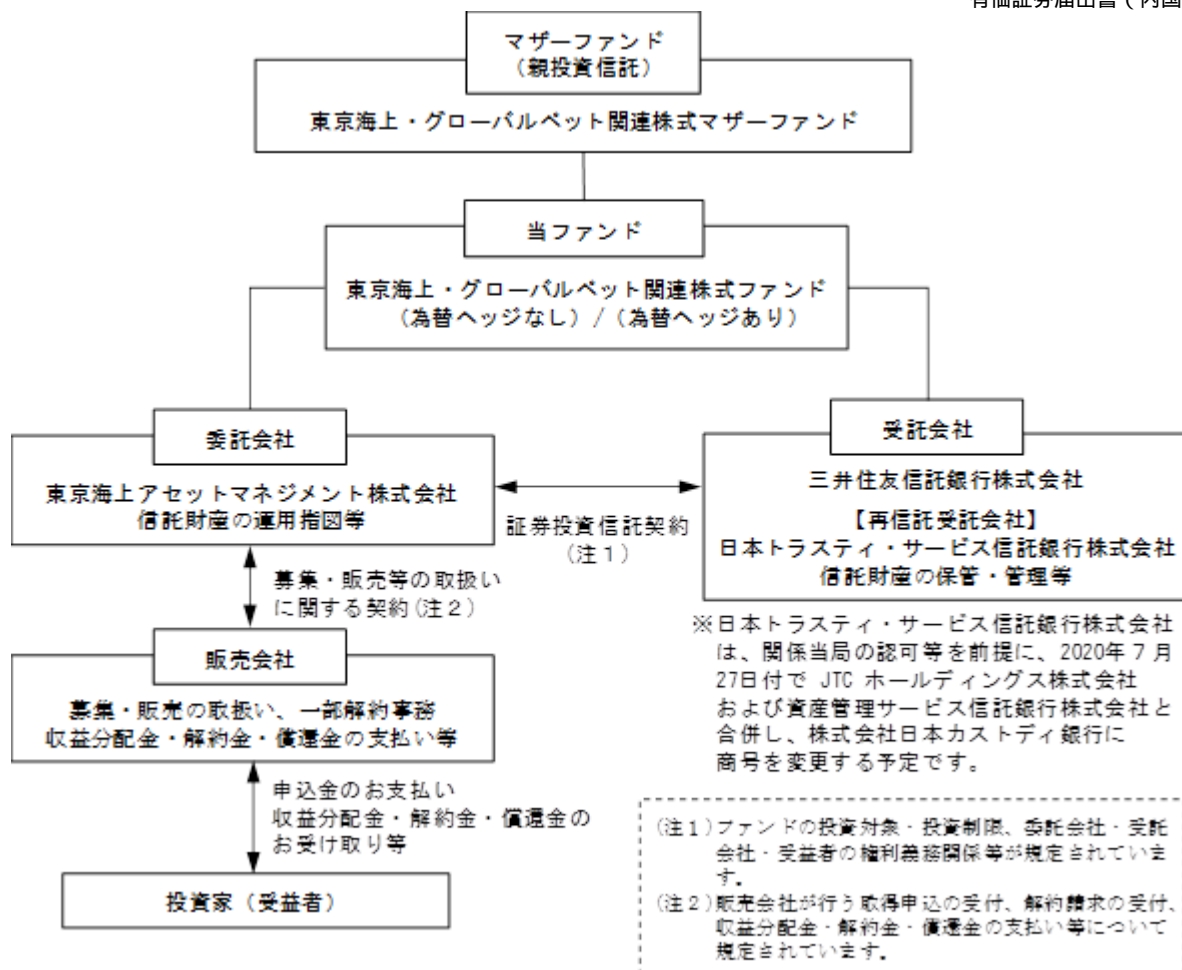 有価証券届出書（内国
マザーファンド
（親投資信託）
東京海上・グローバルペット関連株式マザーファンド
当ファンド
東京海上・グローバルペット関連株式ファンド
（為替ヘッジなし）/（為替ヘッジあり）
委託会社
東京海上アセットマネジメント株式会社
信託財産の運用指図等
証券投資信託契約
（注１）
受託会社
三井住友信託銀行株式会社
【再信託受託会社】
日本トラスティ・サービス信託銀行株式会社
信託財産の保管・管理等
募集・販売等の取扱い
に関する契約（注２）
※日本トラスティ・サービス信託銀行株式会社
は、関係当局の認可等を前提に、2020年７月
27日付で JTC ホールディングス株式会社
および資産管理サービス信託銀行株式会社と
合併し、株式会社日本カストディ銀行に
商号を変更する予定です。
販売会社
募集・販売の取扱い、一部解約事務
収益分配金・解約金・償還金の支払い等
申込金のお支払い
収益分配金・解約金・償還金の
お受け取り等
投資家（受益者）
（注１）ファンドの投資対象・投資制限、委託会社・受託
会社・受益者の権利義務関係等が規定されていま
す。
（注２）販売会社が行う取得申込の受付、解約請求の受付、
収益分配金・解約金・償還金の支払い等について
規定されています。